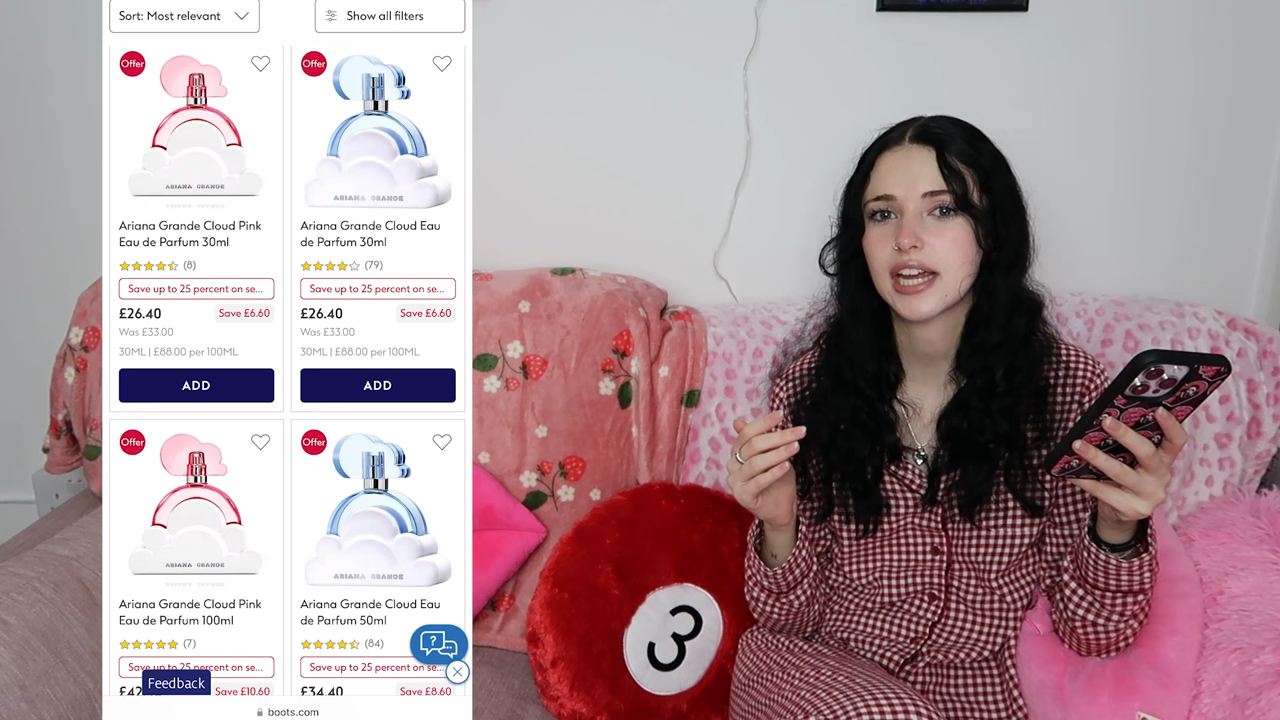 Sort: Most relevant
Show all filters
Offer
Offer
ARIANA GRANDE
ARIANA GRANDE
Ariana Grande Cloud Pink
Eau de Parfum 30ml
(8)
Save up to 25 percent on se...
£26.40
Save £6.60
Was £33.00
30ML | £88.00 per 100ML
ADD
Ariana Grande Cloud Eau
de Parfum 30ml
(79)
Save up to 25 percent on se...
£26.40
Save £6.60
Was £33.00
30ML | £88.00 per 100ML
ADD
Offer
Offer
ARIANA GRANDE
ARIANA GRANDE
Ariana Grande Cloud Pink
Eau de Parfum 100ml
(7)
Save up to 25 percent on se...
Save £10.60
Ariana Grande Cloud Eau
de Parfum 50ml
(84)
Save up to 25 percent on se...
£34.40
Save £8.60
Feedback
boots.com
3